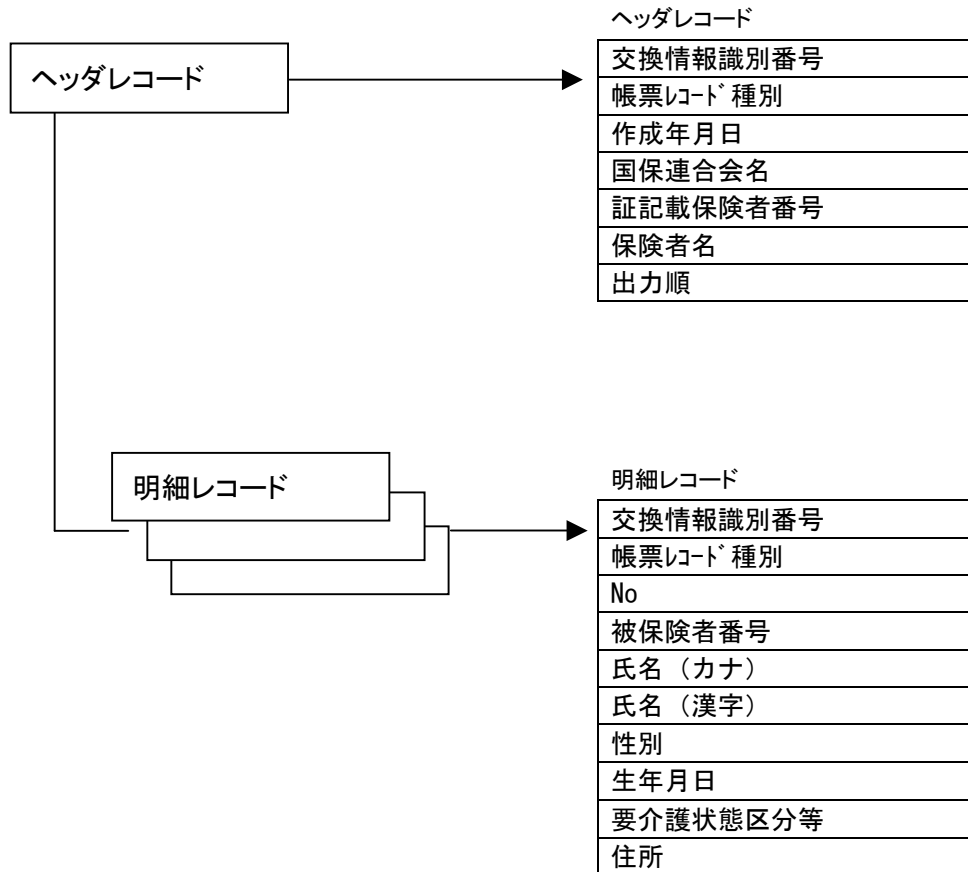 ヘッダレコード
ヘッダレコード
交換情報識別番号
帳票ﾚｺｰﾄﾞ種別
作成年月日
国保連合会名
証記載保険者番号
保険者名
出力順
明細レコード
明細レコード
交換情報識別番号
帳票ﾚｺｰﾄﾞ種別
No
被保険者番号
氏名（カナ）
氏名（漢字）
性別
生年月日
要介護状態区分等
住所